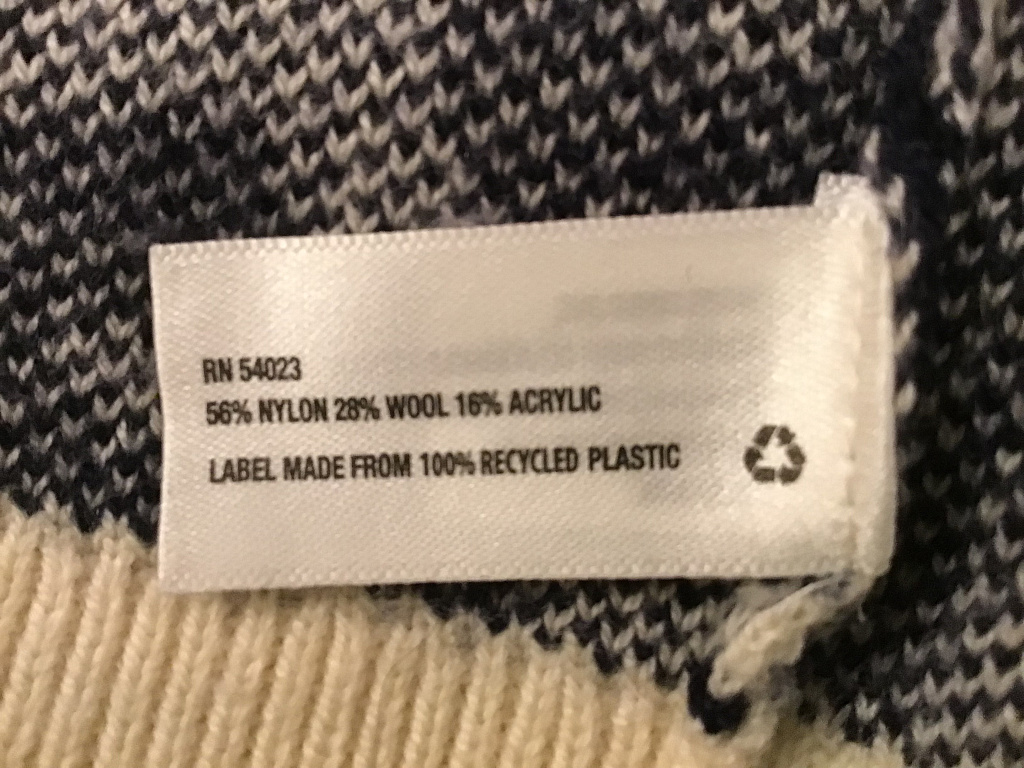 RN 54023
56% NYLON 28% WOOL 16% ACRYLIC
LABEL MADE FROM 100% RECYCLED PLASTIC